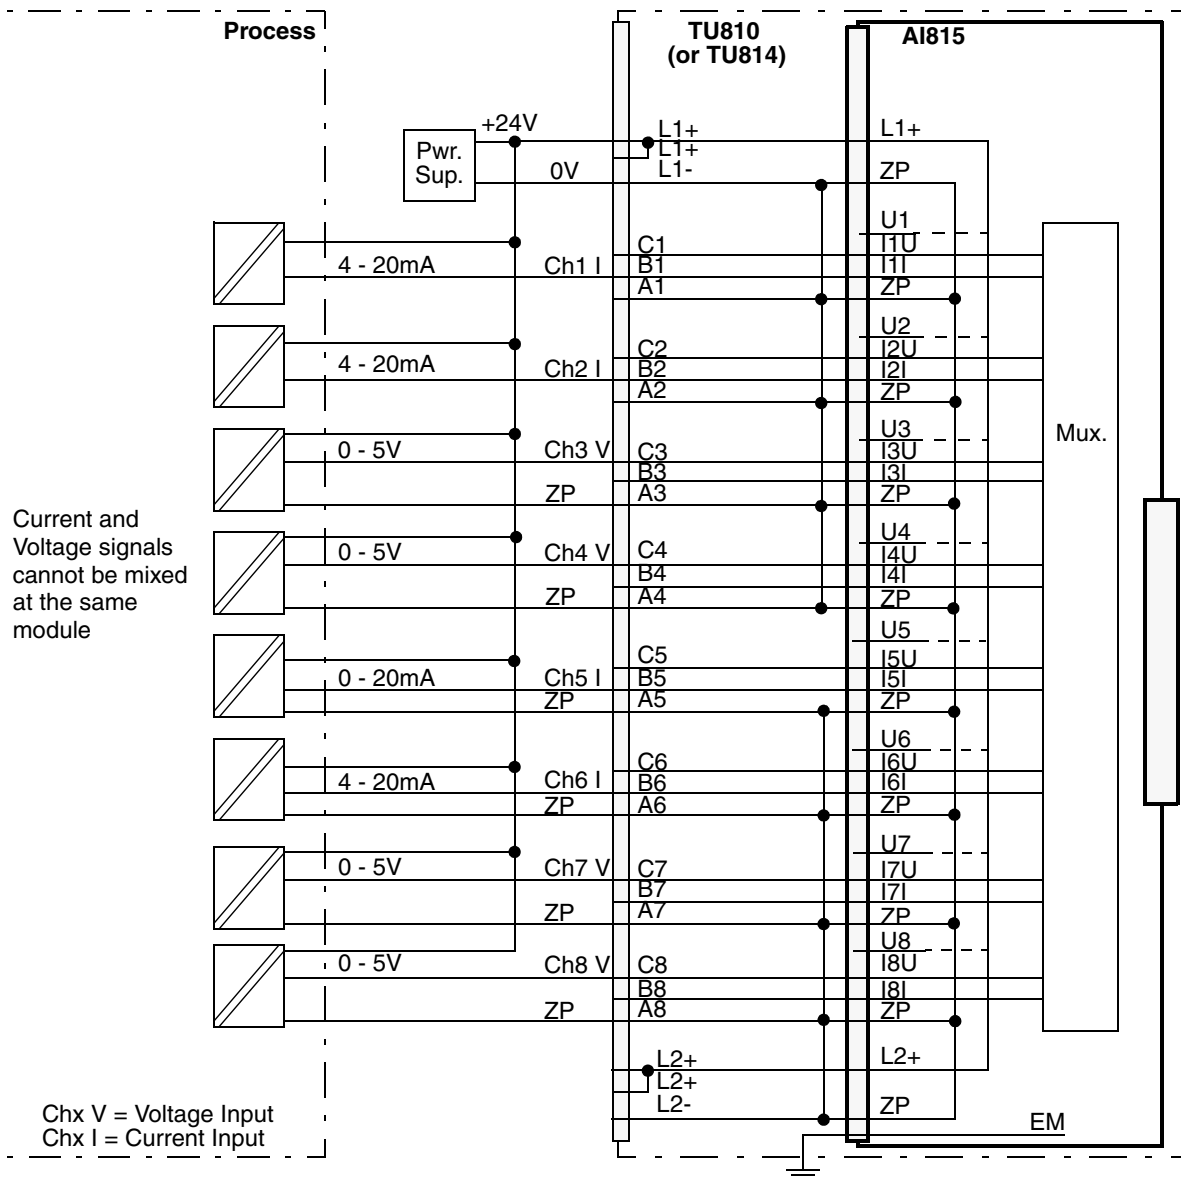 Process
TU810
(or TU814)
AI815
+24V
Pwr.
Sup.
0V
L1+
L1+
L1-
L1+
ZP
4 - 20mA
Ch1 I
C1
B1
A1
U1
I1U
I1I
ZP
4 - 20mA
Ch2 I
C2
B2
A2
U2
I2U
I2I
ZP
0 - 5V
Ch3 V
ZP
C3
B3
A3
U3
I3U
I3I
ZP
Mux.
Current and
Voltage signals
cannot be mixed
at the same
module
0 - 5V
Ch4 V
ZP
C4
B4
A4
U4
I4U
I4I
ZP
0 - 20mA
Ch5 I
ZP
C5
B5
A5
U5
I5U
I5I
ZP
4 - 20mA
Ch6 I
ZP
C6
B6
A6
U6
I6U
I6I
ZP
0 - 5V
Ch7 V
ZP
C7
B7
A7
U7
I7U
I7I
ZP
0 - 5V
Ch8 V
ZP
C8
B8
A8
U8
I8U
I8I
ZP
L2+
L2+
L2-
L2+
ZP
EM
Chx V = Voltage Input
Chx I = Current Input